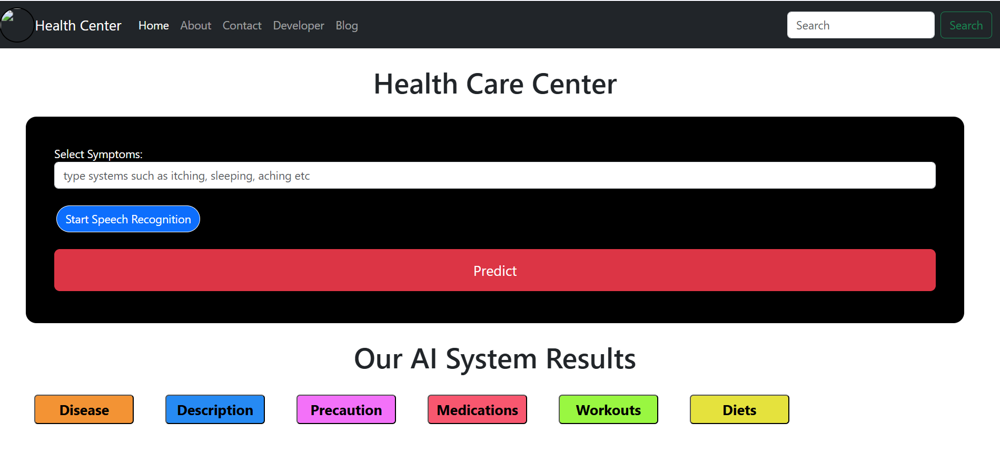 Health Center Home About Contact Developer Blog Search Search
Health Care Center
Select Symptoms:
type systems such as itching, sleeping, aching etc
Start Speech Recognition
Predict
Our AI System Results
Disease Description Precaution Medications Workouts Diets